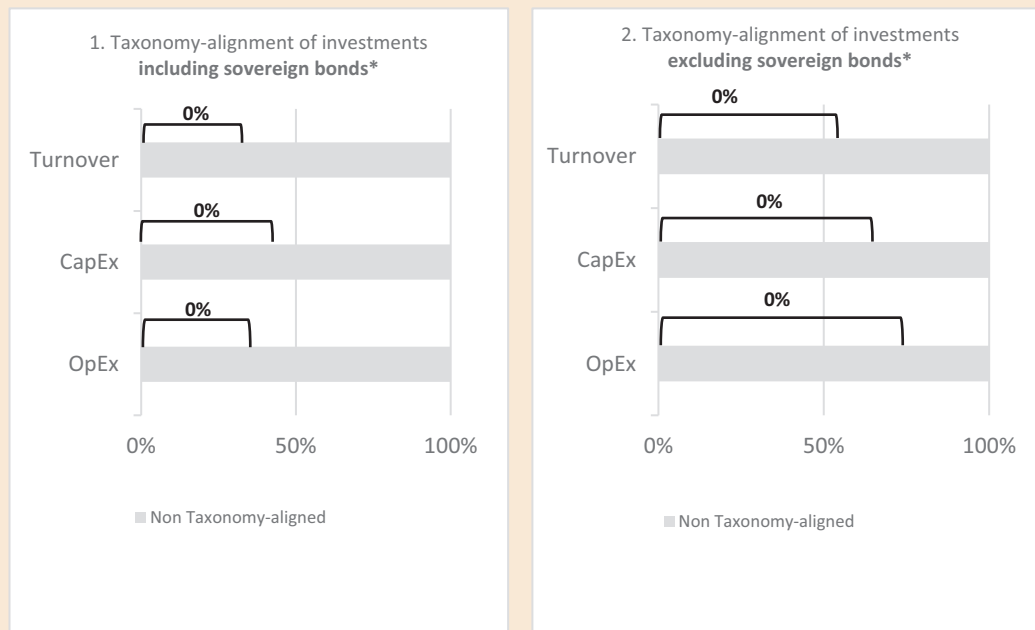 1. Taxonomy-alignment of investments
including sovereign bonds*
0%
Turnover
0%
CapEx
0%
OpEx
0%
50%
100%
Non Taxonomy-aligned
2. Taxonomy-alignment of investments
excluding sovereign bonds*
0%
Turnover
0%
CapEx
0%
OpEx
0%
50%
100%
Non Taxonomy-aligned